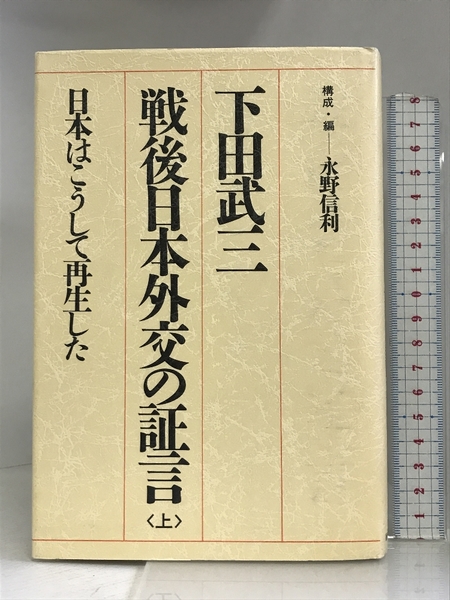 構成・編――永野信利
下田武三
戦後日本外交の証言〈上〉
日本はこうして再生した